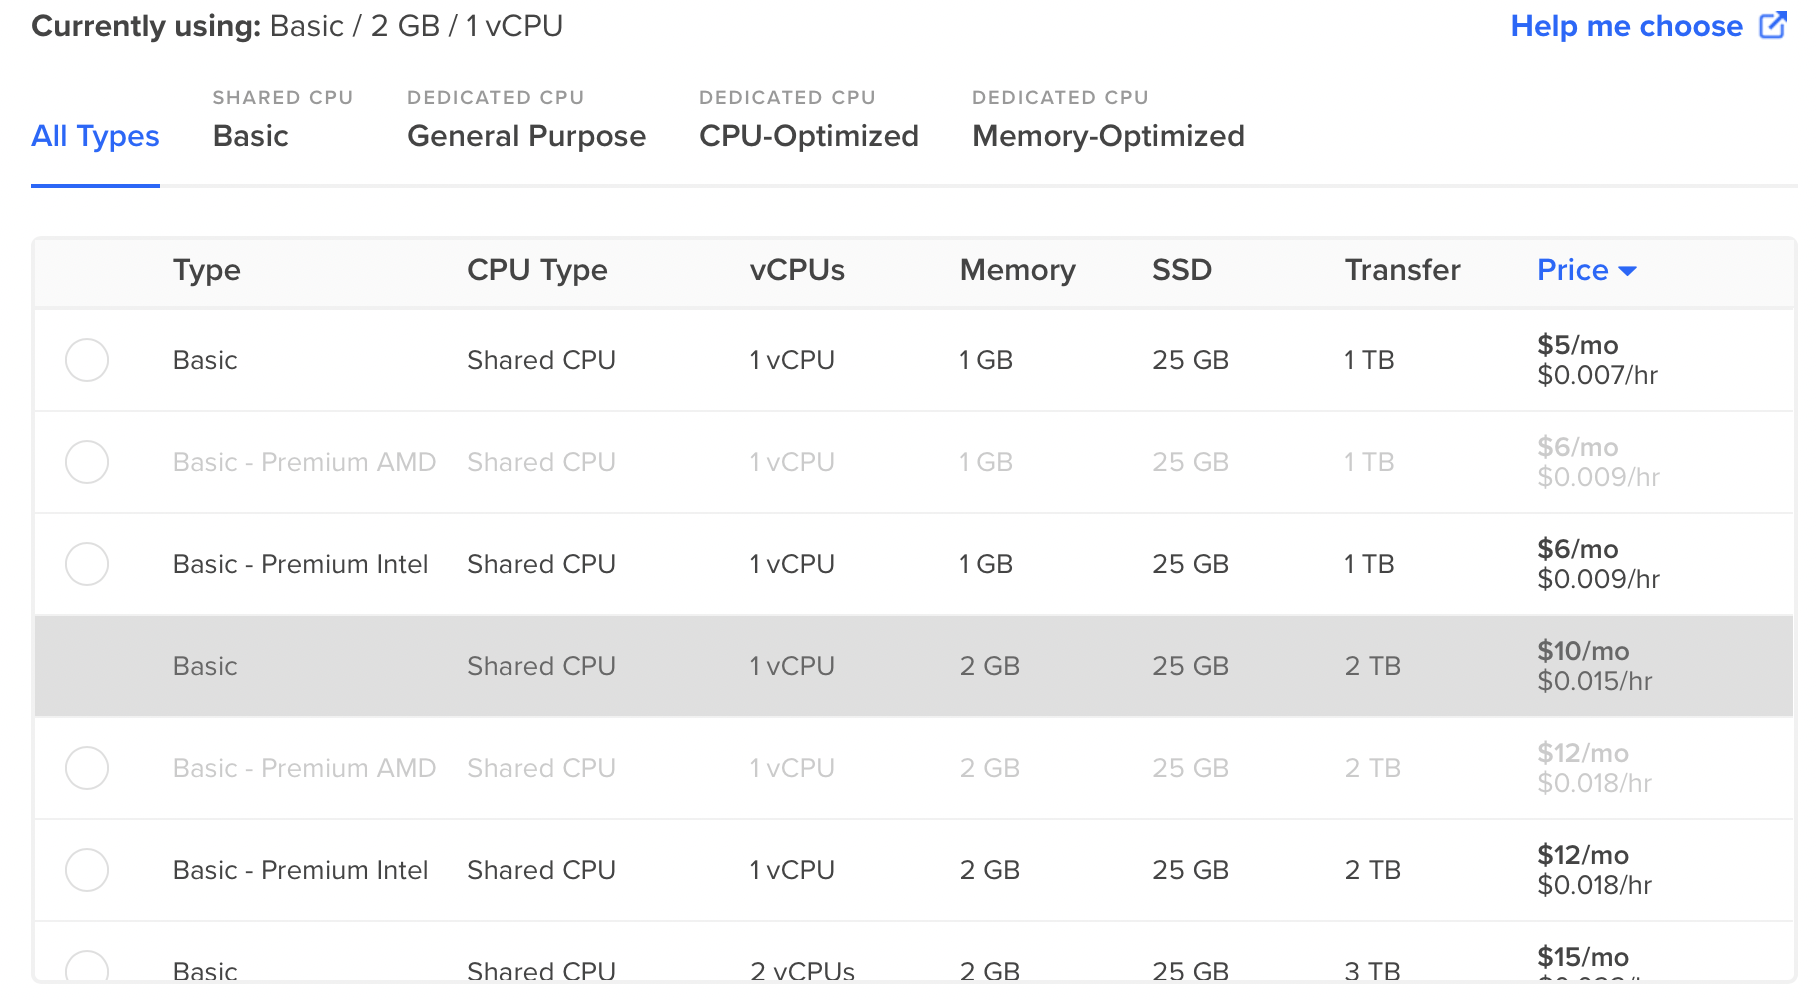 Currently using: Basic / 2 GB / 1 vCPU Help me choose
SHARED CPU DEDICATED CPU DEDICATED CPU DEDICATED CPU
All Types Basic General Purpose CPU-Optimized Memory-Optimized
Type CPU Type vCPUs Memory SSD Transfer Price
Basic Shared CPU 1 vCPU 1 GB 25 GB 1 TB $5/mo
$0.007/hr
Basic - Premium AMD Shared CPU 1 vCPU 1 GB 25 GB 1 TB $6/mo
$0.009/hr
Basic - Premium Intel Shared CPU 1 vCPU 1 GB 25 GB 1 TB $6/mo
$0.009/hr
Basic Shared CPU 1 vCPU 2 GB 25 GB 2 TB $10/mo
$0.015/hr
Basic - Premium AMD Shared CPU 1 vCPU 2 GB 25 GB 2 TB $12/mo
$0.018/hr
Basic - Premium Intel Shared CPU 1 vCPU 2 GB 25 GB 2 TB $12/mo
$0.018/hr
Basic Shared CPU 2 vCPUs 2 GB 25 GB 3 TB $15/mo